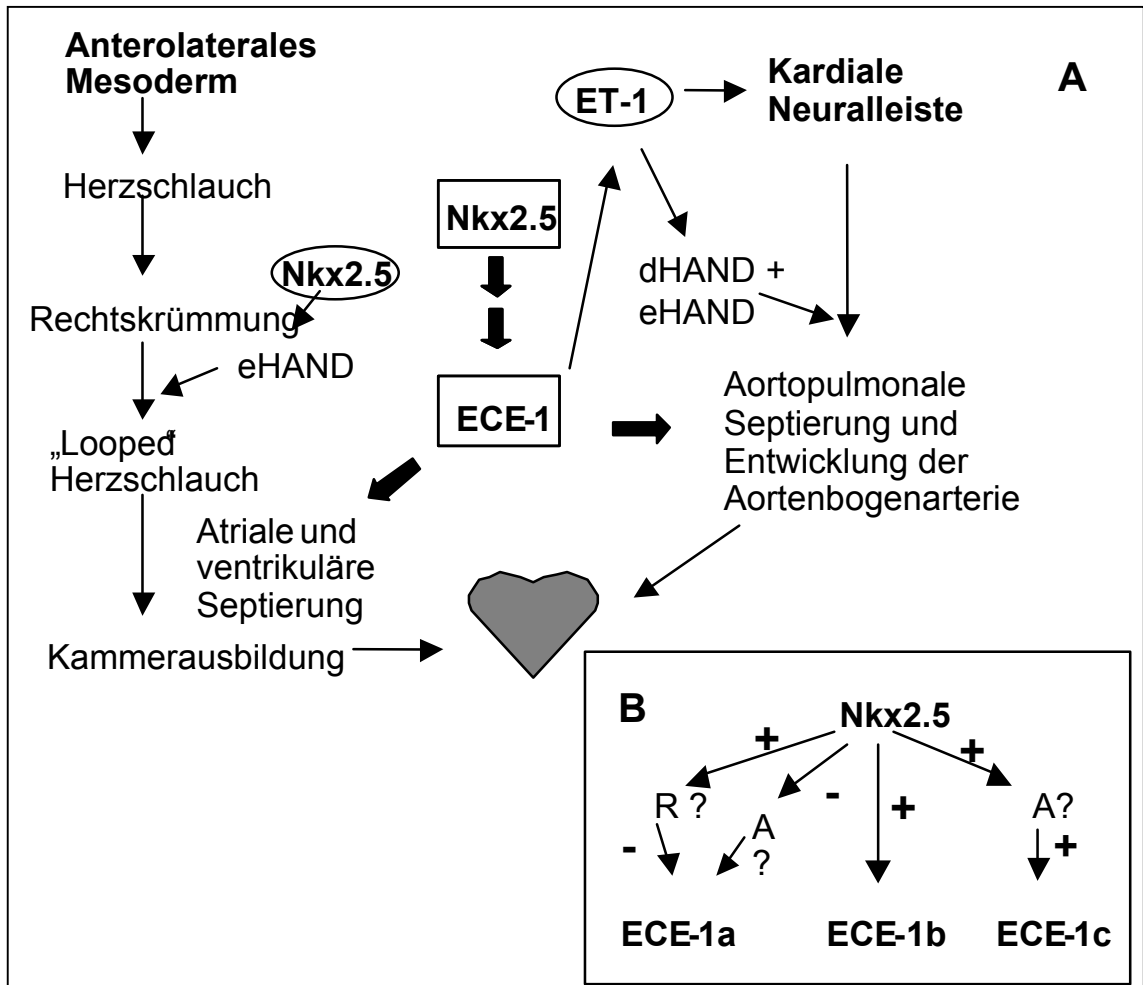 Anterolaterales
Mesoderm
Herzschlauch
Nkx2.5
Rechtskrümmung
eHAND
„Looped“
Herzschlauch
Atriale und
ventrikuläre
Septierung
Kammerausbildung
Nkx2.5
ECE-1
ET-1
Kardiale
Neuralleiste
A
dHAND +
eHAND
Aortopulmonale
Septierung und
Entwicklung der
Aortenbogenarterie
B
Nkx2.5
+
-
+
+
R ?
A
?
A?
-
+
ECE-1a
ECE-1b
ECE-1c